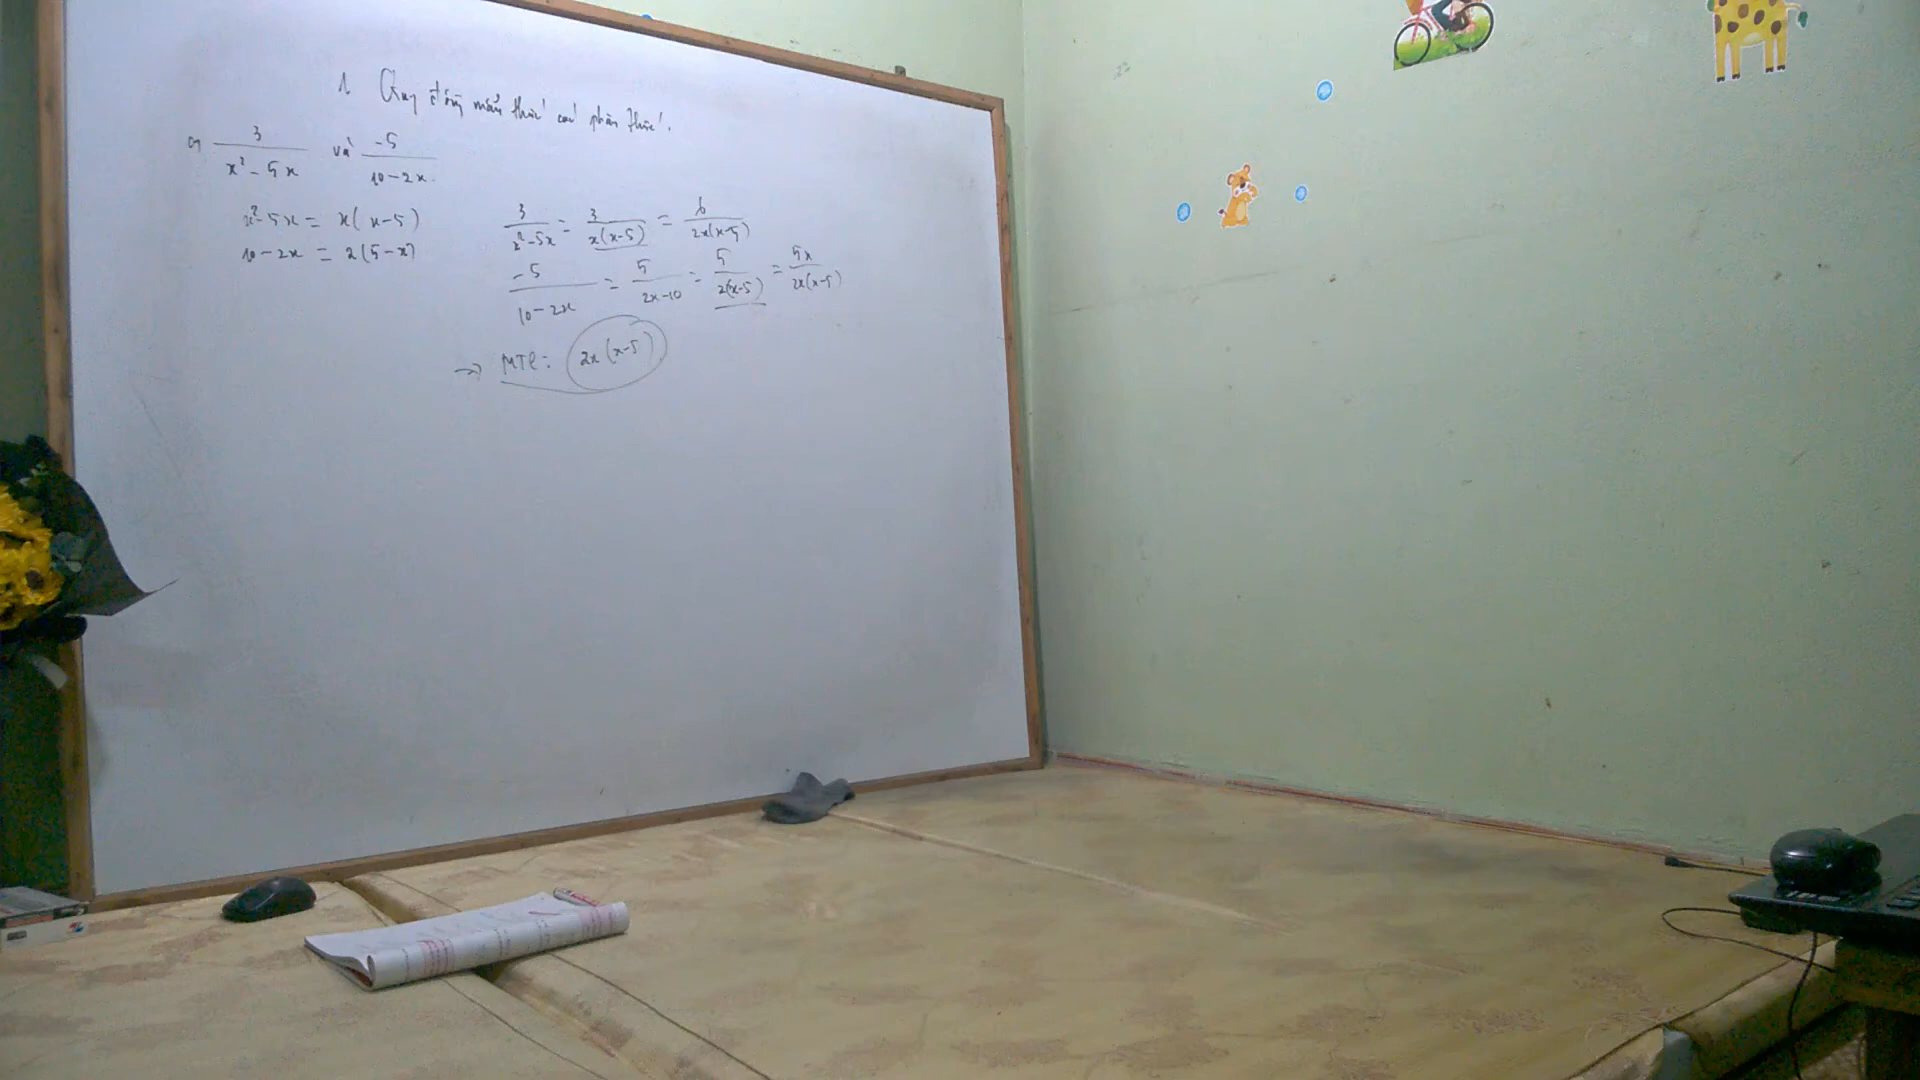 1 Quy đồng mẫu thức các phân thức.
a) 3/(x² - 5x) và -5/(10 - 2x)
x² - 5x = x(x - 5)
10 - 2x = 2(5 - x)
3/(x² - 5x) = 3/(x(x - 5)) = 6/(2x(x - 5))
-5/(10 - 2x) = 5/(2x - 10) = 5/(2(x - 5)) = 5x/(2x(x - 5))
→ MTC: 2x(x - 5)